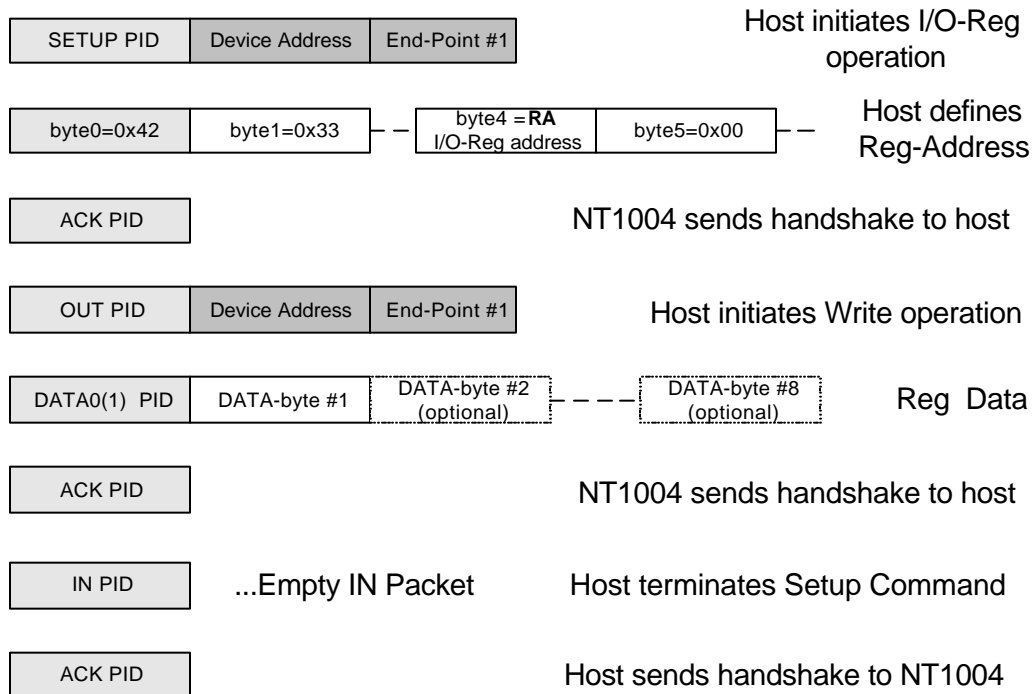 SETUP PID Device Address End-Point #1 Host initiates I/O-Reg
operation
byte0=0x42 byte1=0x33 byte4 =RA byte5=0x00 Host defines
I/O-Reg address Reg-Address
ACK PID NT1004 sends handshake to host
OUT PID Device Address End-Point #1 Host initiates Write operation
DATA0(1) PID DATA-byte #1 DATA-byte #2 DATA-byte #8 Reg Data
(optional) (optional)
ACK PID NT1004 sends handshake to host
IN PID ...Empty IN Packet Host terminates Setup Command
ACK PID Host sends handshake to NT1004